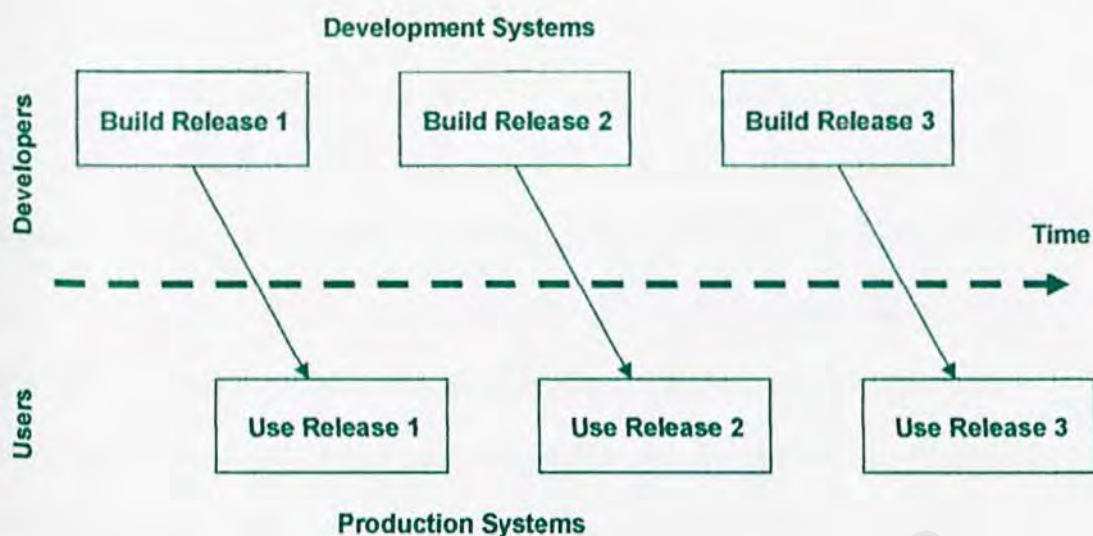 Development Systems
Developers
Build Release 1
Build Release 2
Build Release 3
Time
Users
Use Release 1
Use Release 2
Use Release 3
Production Systems